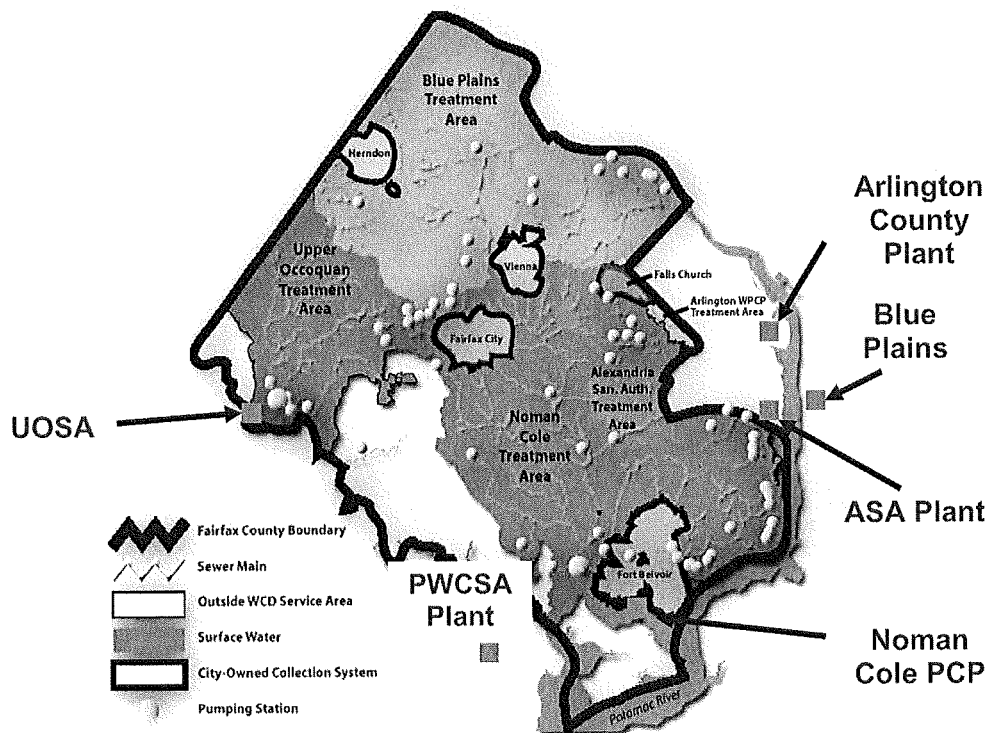 Blue Plains
Treatment
Area
Herndon
Arlington
County
Plant
Upper
Occoquan
Treatment
Area
Vienna
Falls Church
Arlington WPCP
Treatment Area
Blue
Plains
Fairfax City
Alexandria
San. Auth.
Treatment
Area
UOSA
Noman
Cole
Treatment
Area
ASA Plant
Fairfax County Boundary
Sewer Main
Outside WCD Service Area
Surface Water
City-Owned Collection System
Pumping Station
PWCSA
Plant
Fort Belvoir
Noman
Cole PCP
Potomac River